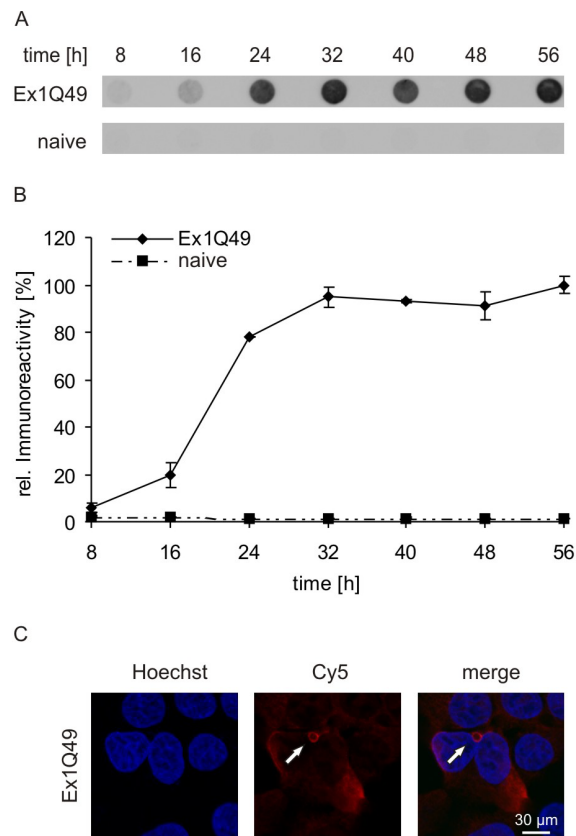 A
time [h] 8 16 24 32 40 48 56
Ex1Q49
naive
B
Ex1Q49
naive
120
100
80
60
40
20
0
rel. Immunoreactivity [%]
8 16 24 32 40 48 56
time [h]
C
Hoechst Cy5 merge
Ex1Q49
30 µm